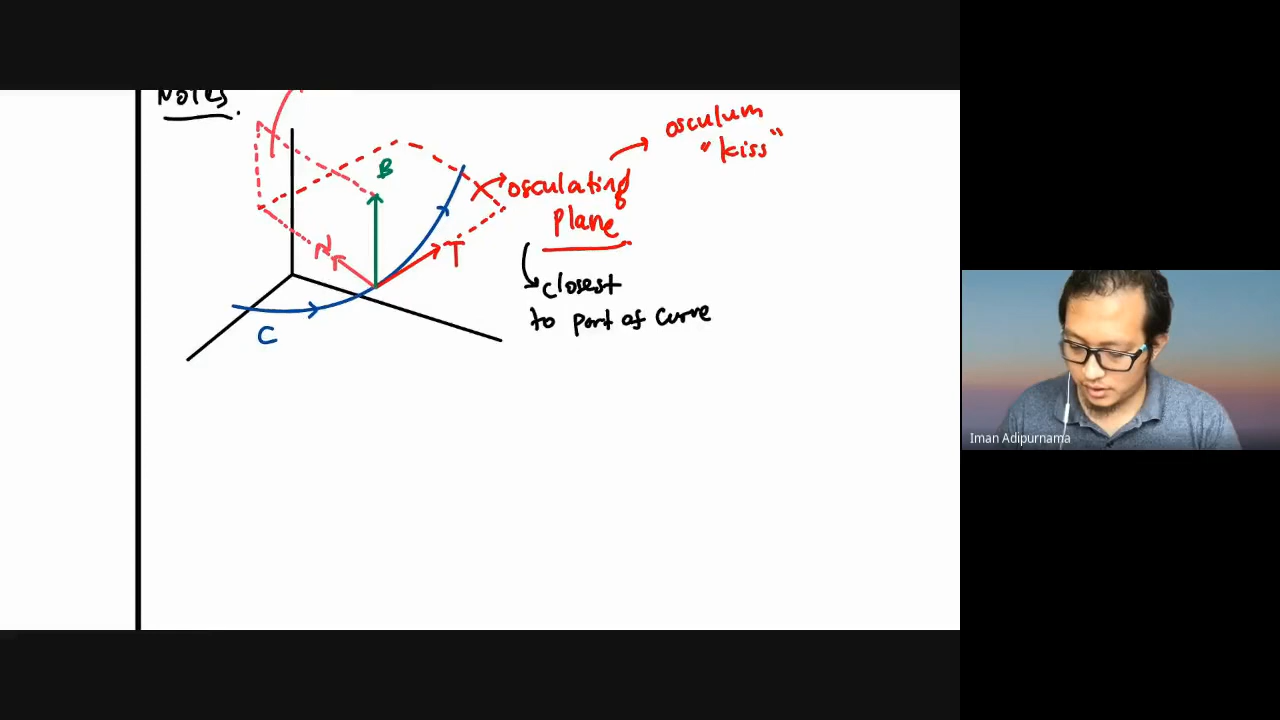 Notes.
osculum
"kiss"
B
osculating
plane
N
T
closest
to part of curve
C
Iman Adipurnama